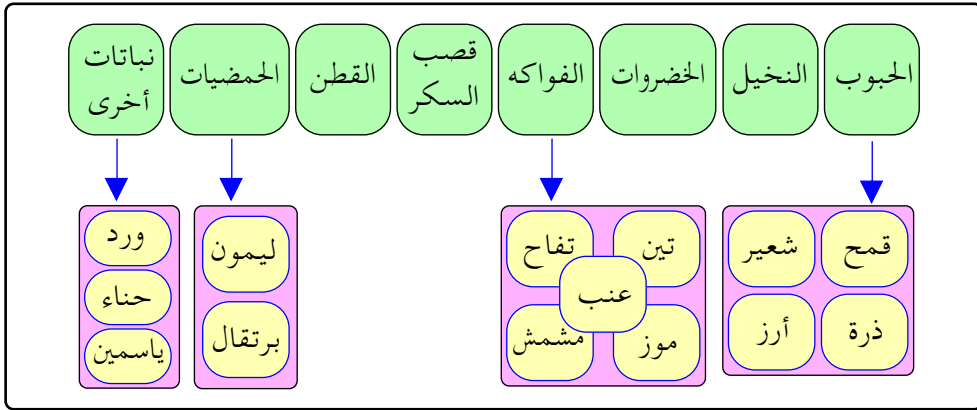 الحبوب
النخيل
الخضروات
الفواكه
قصب
السكر
القطن
الحمضيات
نباتات
أخرى
قمح
شعير
ذرة
أرز
تين
تفاح
عنب
موز
مشمش
ليمون
برتقال
ورد
حناء
ياسمين